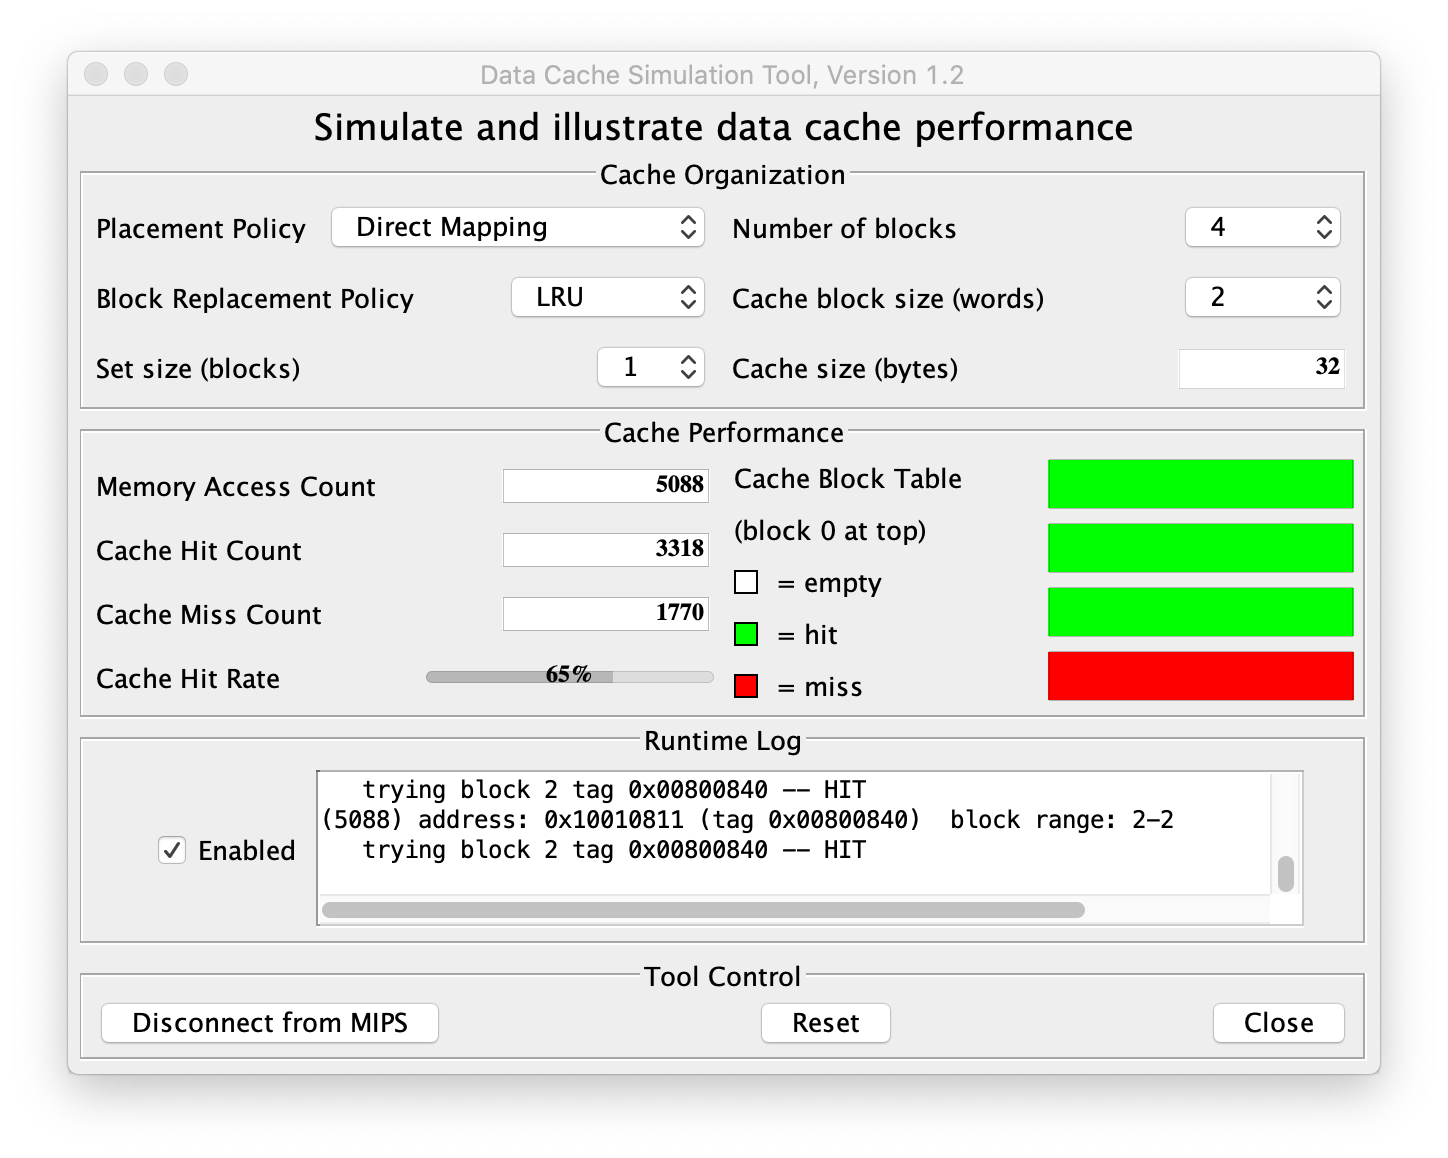 Data Cache Simulation Tool, Version 1.2
Simulate and illustrate data cache performance
Cache Organization
Placement Policy Direct Mapping Number of blocks 4
Block Replacement Policy LRU Cache block size (words) 2
Set size (blocks) 1 Cache size (bytes) 32
Cache Performance
Memory Access Count 5088
Cache Hit Count 3318
Cache Miss Count 1770
Cache Hit Rate 65%
Cache Block Table
(block 0 at top)
= empty
= hit
= miss
Runtime Log
Enabled
trying block 2 tag 0x00800840 -- HIT
(5088) address: 0x10010811 (tag 0x00800840)  block range: 2-2
trying block 2 tag 0x00800840 -- HIT
Tool Control
Disconnect from MIPS Reset Close